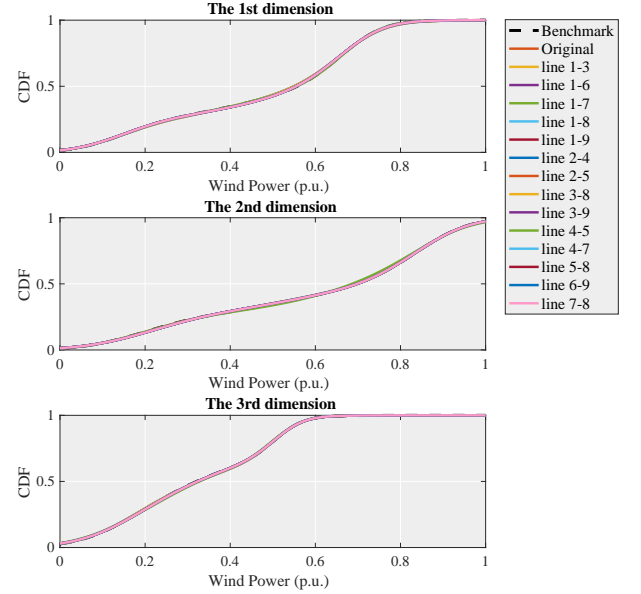 The 1st dimension
1
0.5
0
CDF
0 0.2 0.4 0.6 0.8 1
Wind Power (p.u.)
The 2nd dimension
1
0.5
0
CDF
0 0.2 0.4 0.6 0.8 1
Wind Power (p.u.)
The 3rd dimension
1
0.5
0
CDF
0 0.2 0.4 0.6 0.8 1
Wind Power (p.u.)
Benchmark
Original
line 1-3
line 1-6
line 1-7
line 1-8
line 1-9
line 2-4
line 2-5
line 3-8
line 3-9
line 4-5
line 4-7
line 5-8
line 6-9
line 7-8